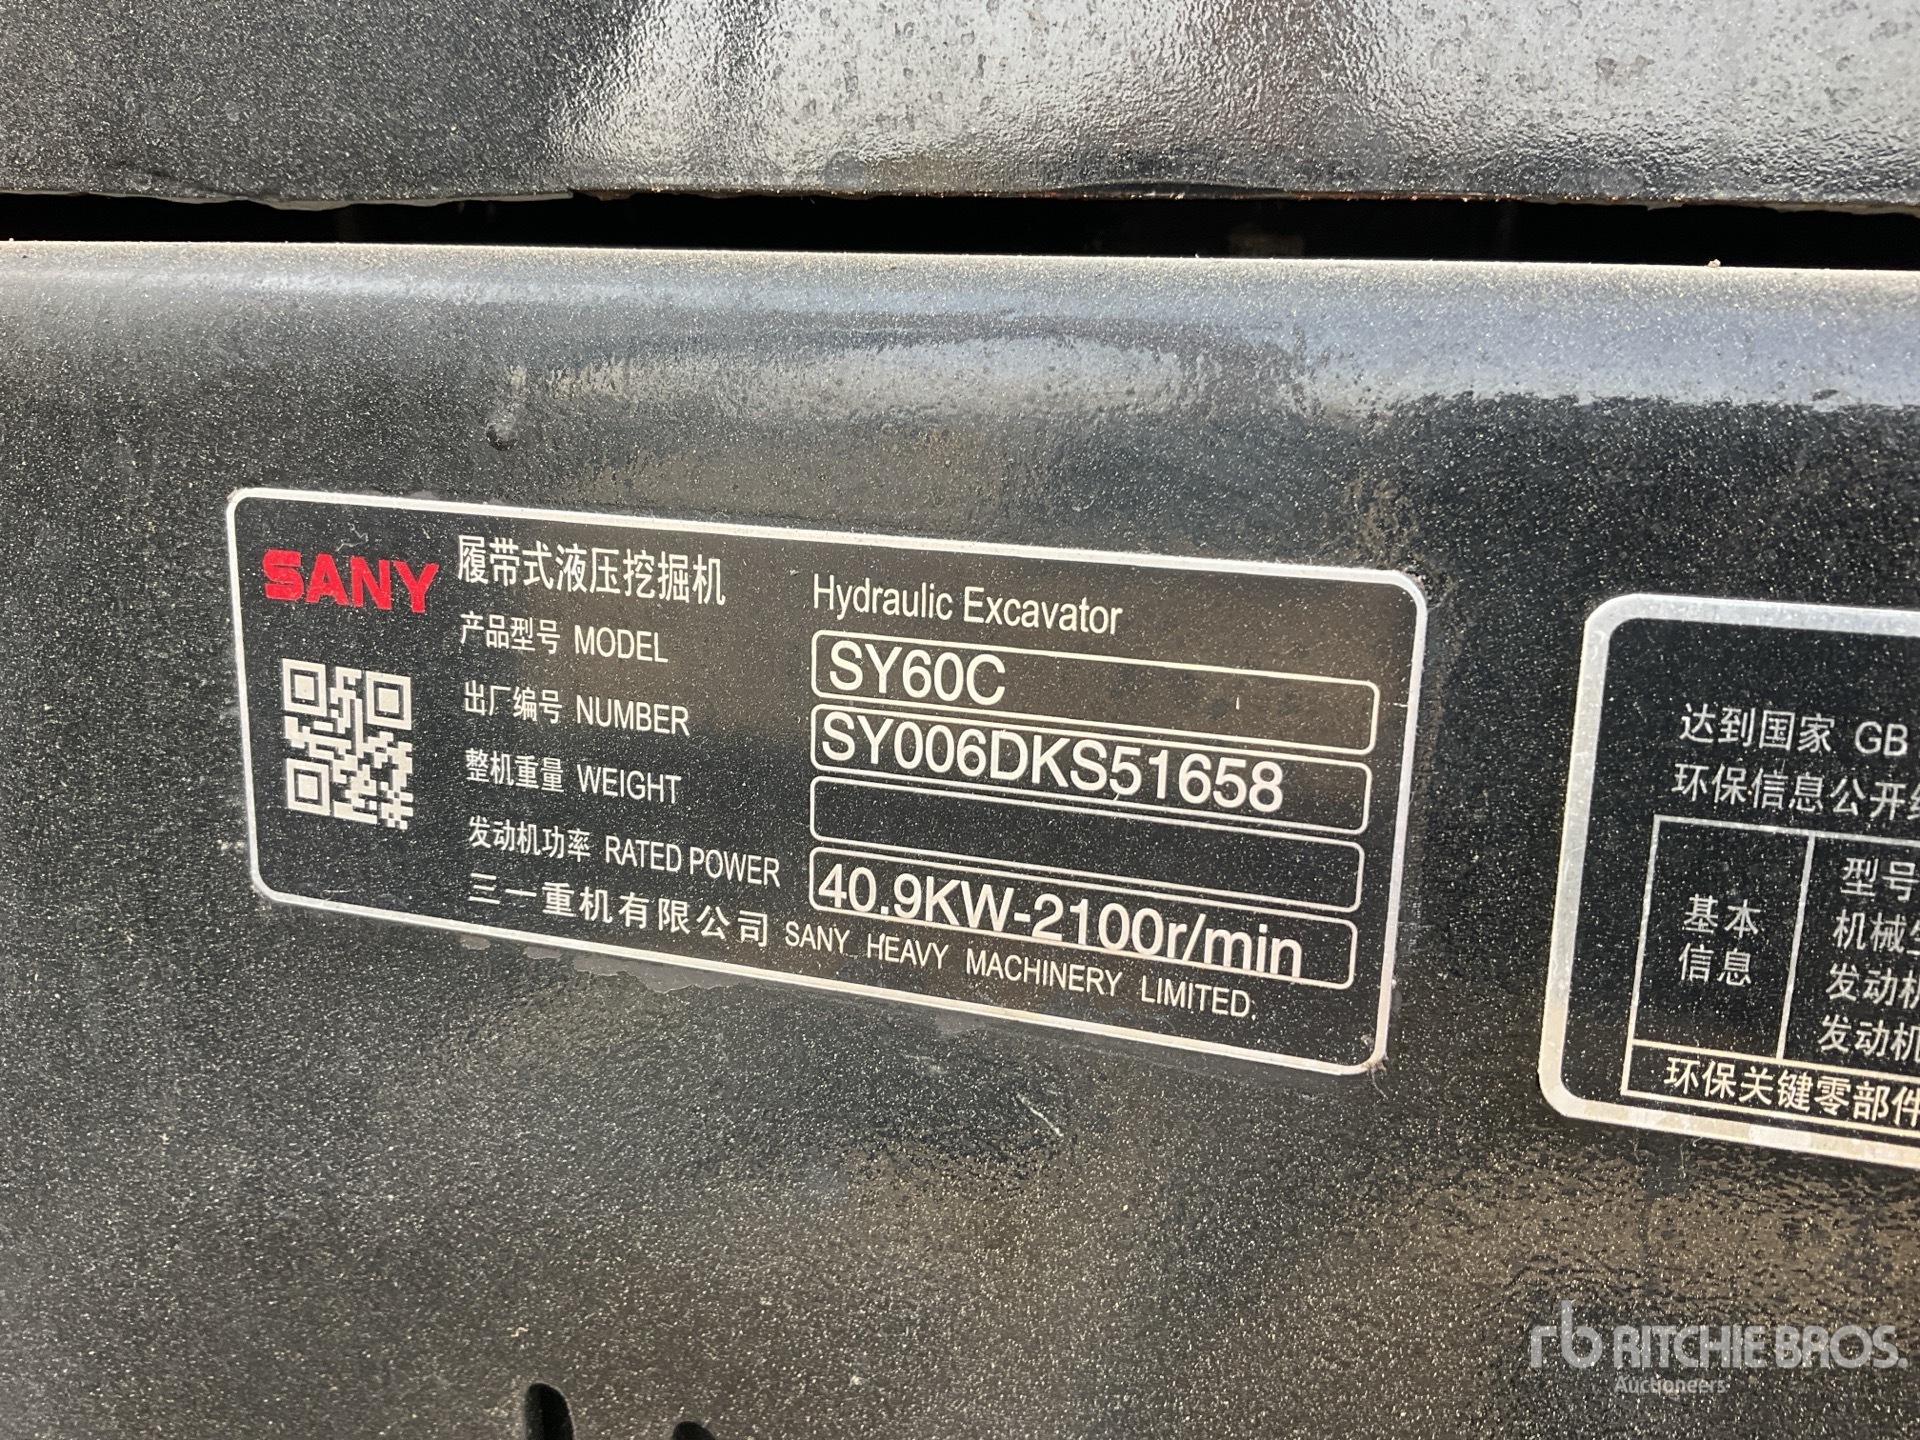 SANY 履带式液压挖掘机 Hydraulic Excavator
产品型号 MODEL SY60C
出厂编号 NUMBER SY006DKS51658
整机重量 WEIGHT
发动机功率 RATED POWER 40.9KW-2100r/min
三一重机有限公司 SANY HEAVY MACHINERY LIMITED.
达到国家 GB
环保信息公开
基本
信息
型号
机械
发动机
发动机
环保关键零部件
rb RITCHIE BROS.
Auctioneers